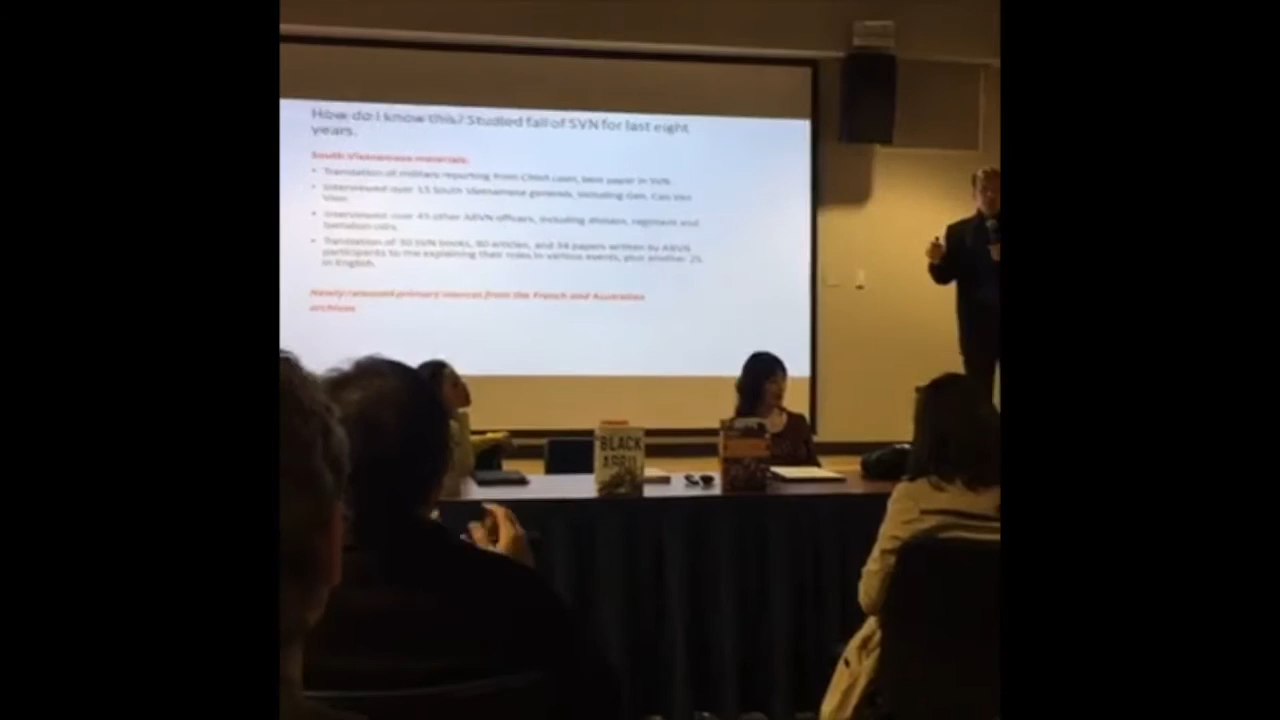 How do I know this? Studied fall of SVN for last eight
years.
South Vietnamese materials.
• Translation of military reporting from Chinh Luan, best paper in SVN.
• Interviewed over 15 South Vietnamese generals, including Gen. Cao Van
Vien.
• Interviewed over 45 other ARVN officers, including division, regiment and
battalion
• Translation of 30 SVN books, 80 articles, and 34 papers written by ARVN
participants to the explaining their roles in various events, plus another 25
in English.
Newly released primary sources from the French and Australian
archives
BLACK
APRIL